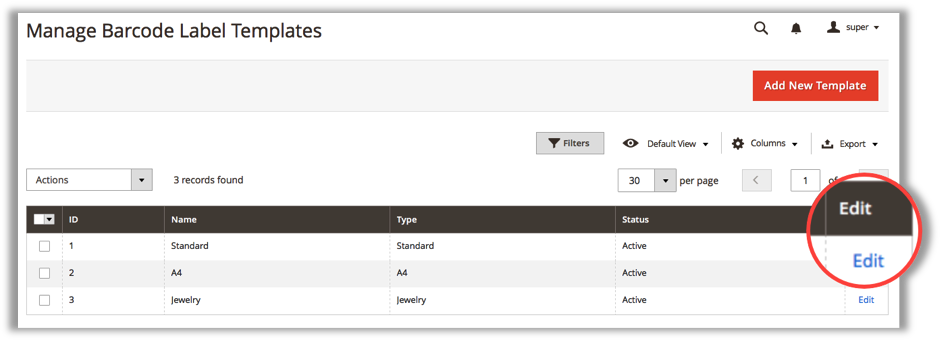 Manage Barcode Label Templates
super
Add New Template
Filters
Default View
Columns
Export
Actions
3 records found
30
per page
1
of
ID Name Type Status Edit
1 Standard Standard Active Edit
2 A4 A4 Active
3 Jewelry Jewelry Active Edit